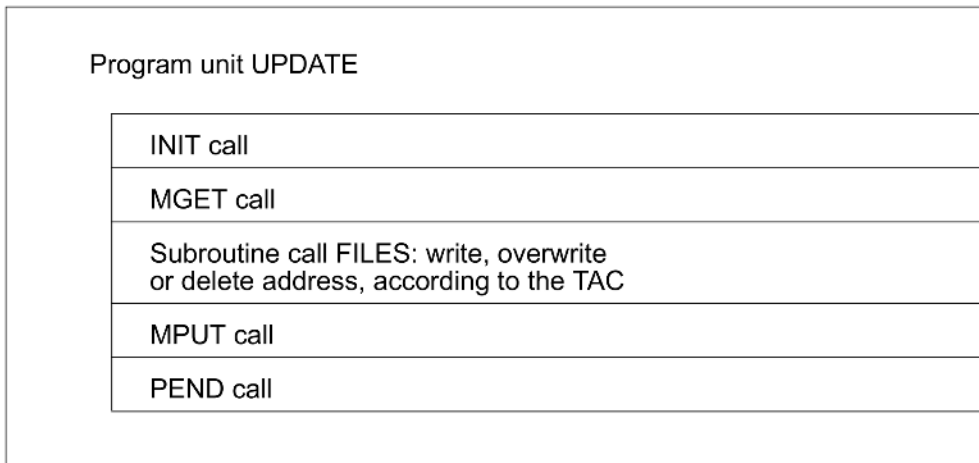 Program unit UPDATE
INIT call
MGET call
Subroutine call FILES: write, overwrite
or delete address, according to the TAC
MPUT call
PEND call